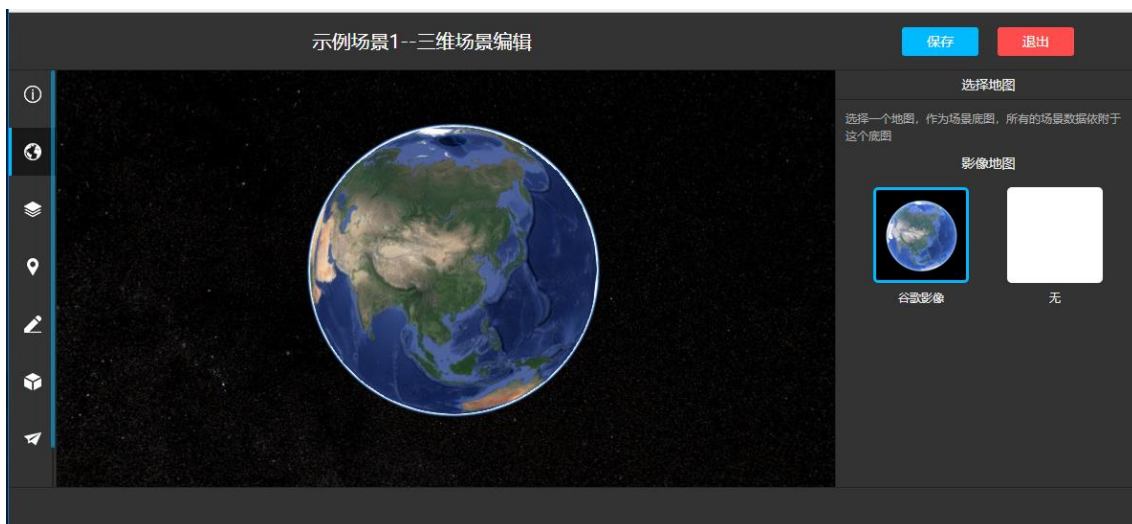 示例场景1--三维场景编辑
保存
退出
选择地图
选择一个地图，作为场景底图，所有的场景数据依附于
这个底图
影像地图
谷歌影像
无